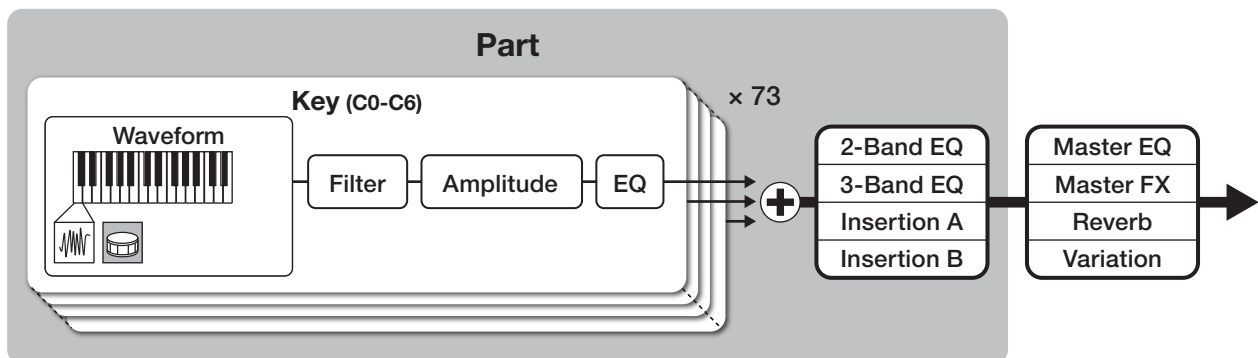 Part
Key (C0-C6)
× 73
Waveform
Filter
Amplitude
EQ
2-Band EQ
3-Band EQ
Insertion A
Insertion B
Master EQ
Master FX
Reverb
Variation